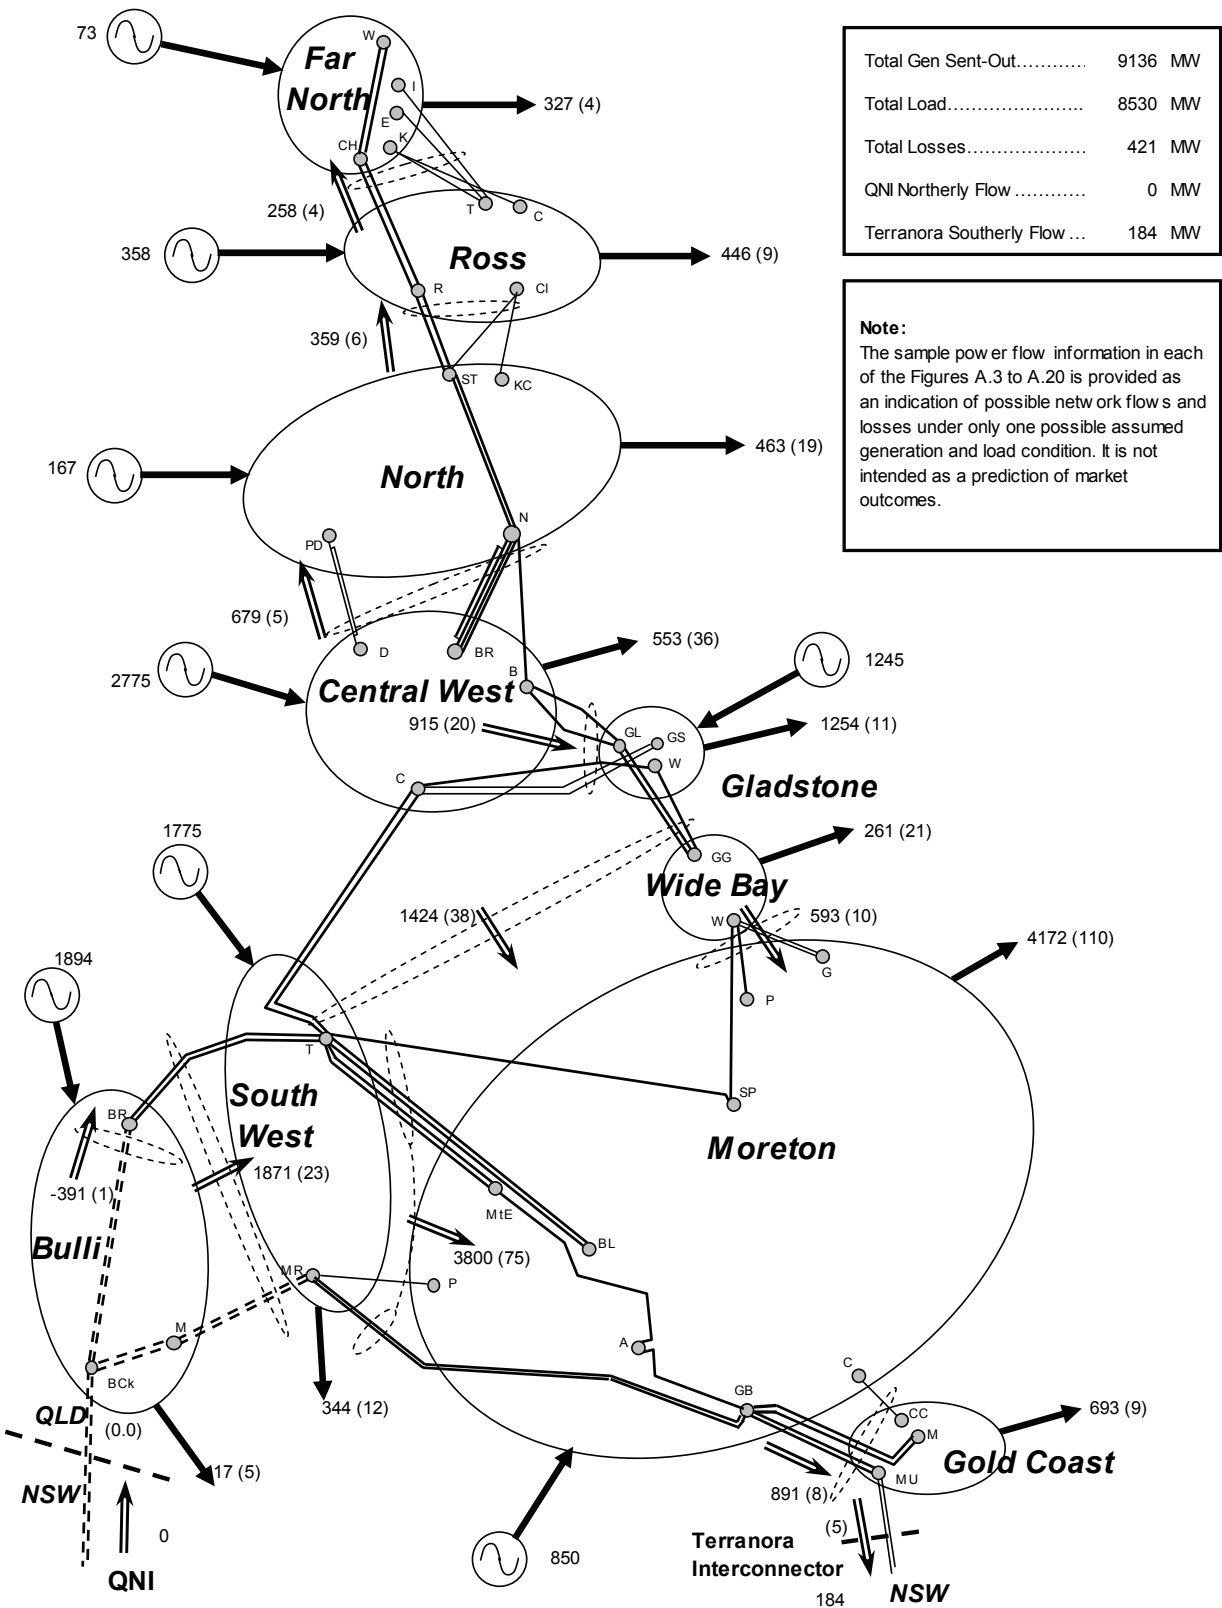 73
W
Far
North
I
E
K
CH
327 (4)
258 (4)
T
C
358
Ross
446 (9)
R
CI
359 (6)
ST
KC
463 (19)
167
North
N
PD
679 (5)
D
BR
553 (36)
1245
2775
Central West
B
915 (20)
GL
GS
1254 (11)
W
C
Gladstone
1775
261 (21)
GG
Wide Bay
1424 (38)
W
593 (10)
4172 (110)
G
P
1894
T
BR
South
West
SP
Moreton
1871 (23)
-391 (1)
MtE
Bulli
BL
3800 (75)
MR
P
M
A
BCk
C
344 (12)
GB
CC
693 (9)
QLD
(0.0)
M
Gold Coast
17 (5)
MU
NSW
891 (8)
(5)
0
Terranora
Interconnector
850
QNI
184
NSW
Total Gen Sent-Out............ 9136 MW
Total Load....................... 8530 MW
Total Losses.................... 421 MW
QNI Northerly Flow ............ 0 MW
Terranora Southerly Flow ... 184 MW
Note:
The sample power flow information in each
of the Figures A.3 to A.20 is provided as
an indication of possible network flows and
losses under only one possible assumed
generation and load condition. It is not
intended as a prediction of market
outcomes.